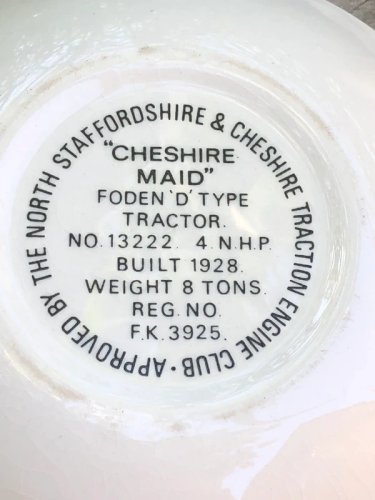 APPROVED BY THE NORTH STAFFORDSHIRE & CHESHIRE TRACTION ENGINE CLUB •
"CHESHIRE
MAID"
FODEN 'D' TYPE
TRACTOR.
NO. 13222. 4. N.H.P.
BUILT 1928.
WEIGHT 8 TONS.
REG. NO.
F.K. 3925.